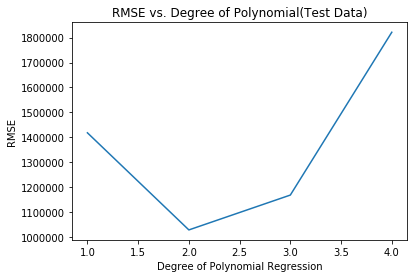 RMSE vs. Degree of Polynomial(Test Data)
1800000
1700000
1600000
1500000
1400000
1300000
1200000
1100000
1000000
RMSE
1.0 1.5 2.0 2.5 3.0 3.5 4.0
Degree of Polynomial Regression